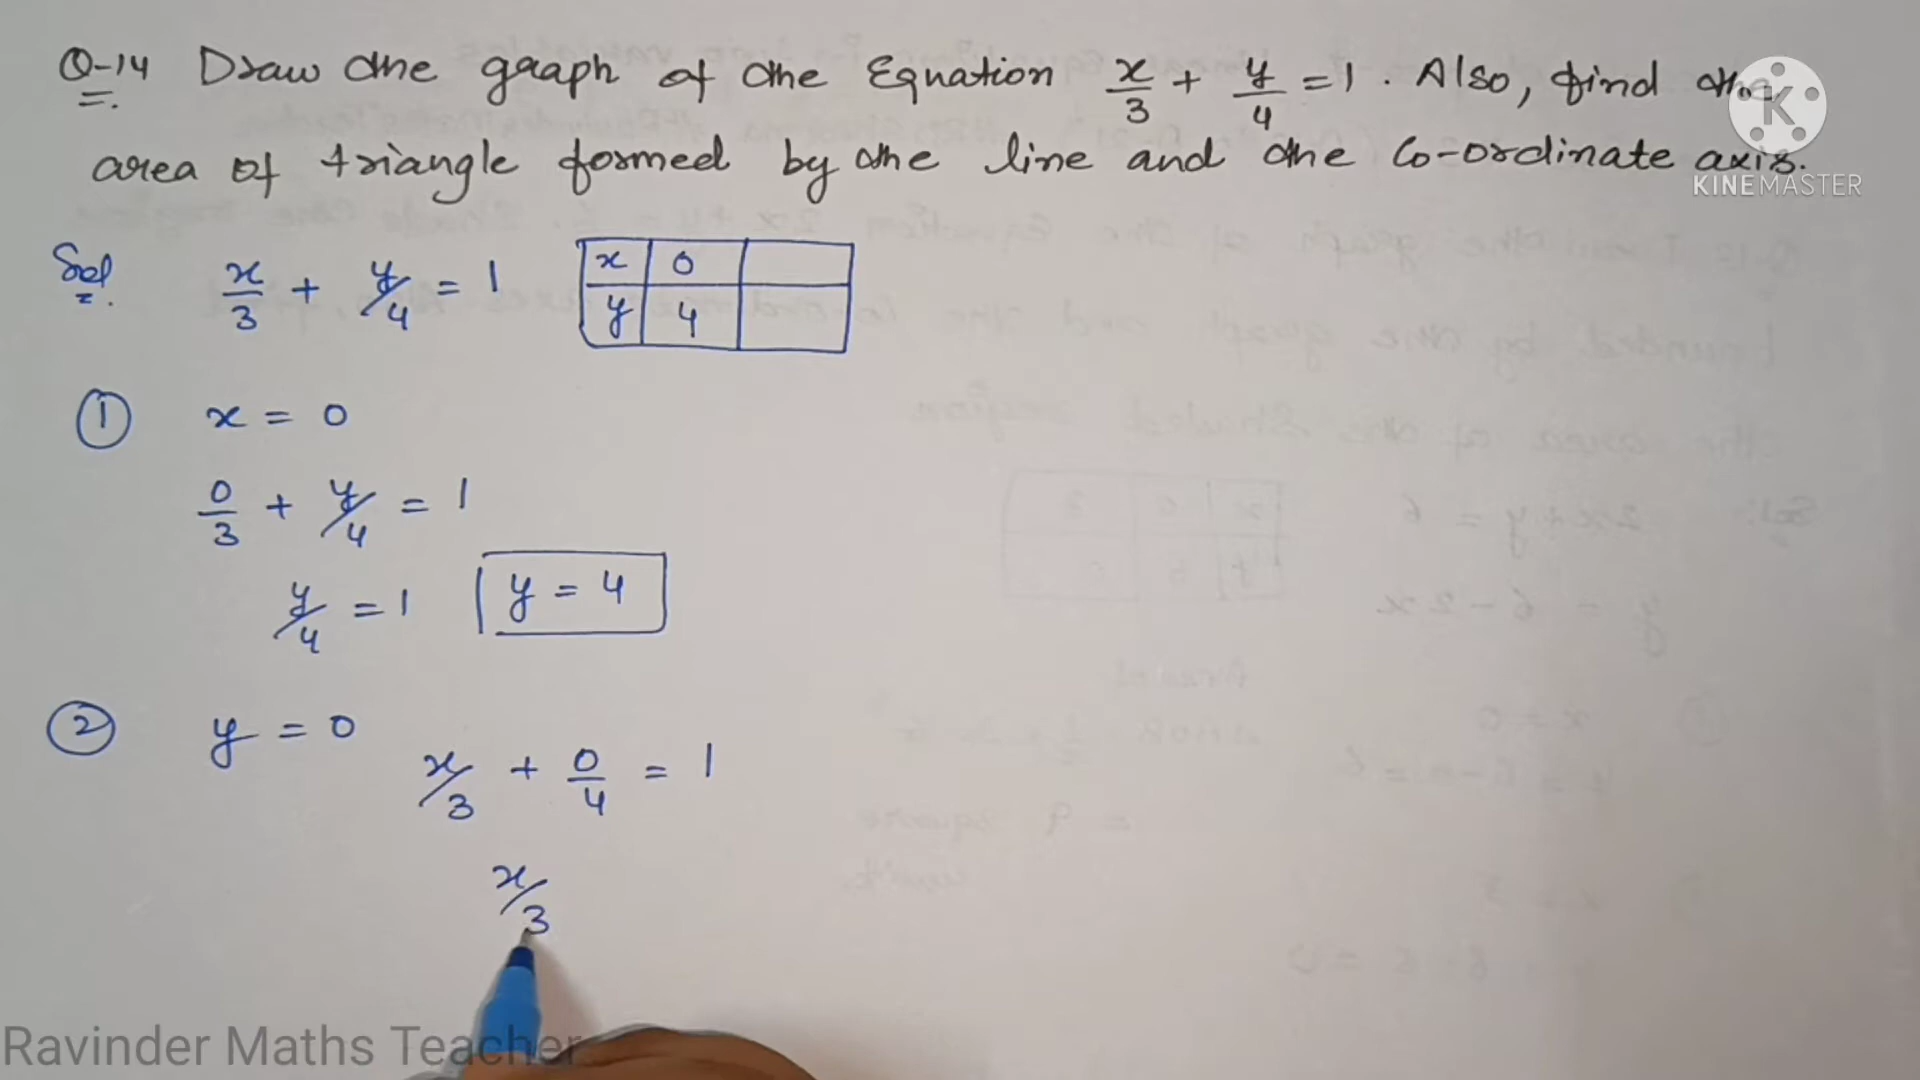 Q-14 Draw the graph of the Equation x/3 + y/4 = 1. Also, find the
area of triangle formed by the line and the Co-ordinate axis.
KINEMASTER
Sol. x/3 + y/4 = 1
x 0
y 4
① x = 0
0/3 + y/4 = 1
y/4 = 1 y = 4
② y = 0
x/3 + 0/4 = 1
x/3
Ravinder Maths Teacher